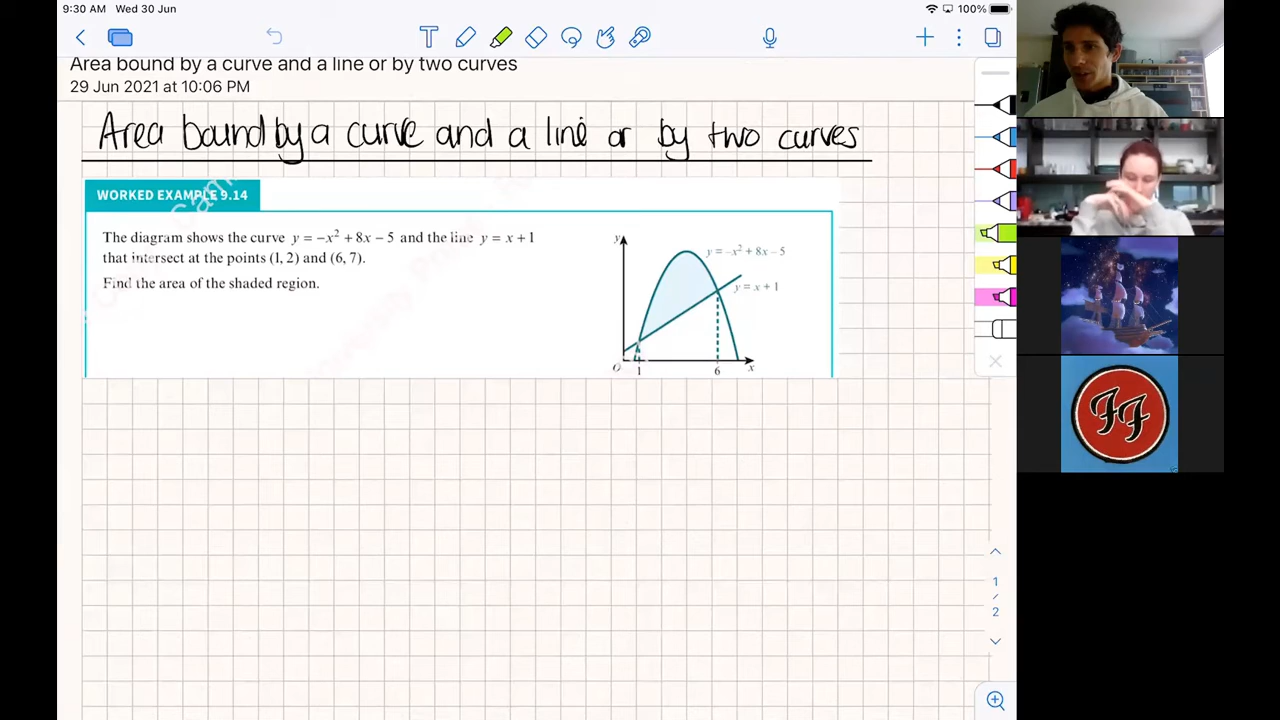 9:30 AM Wed 30 Jun
100%
Area bound by a curve and a line or by two curves
29 Jun 2021 at 10:06 PM
Area bound by a curve and a line or by two curves
WORKED EXAMPLE 9.14
The diagram shows the curve y = −x² + 8x − 5 and the line y = x + 1
that intersect at the points (1, 2) and (6, 7).
Find the area of the shaded region.
y
y = −x² + 8x − 5
y = x + 1
O 1 6 x
1
/
2
FF